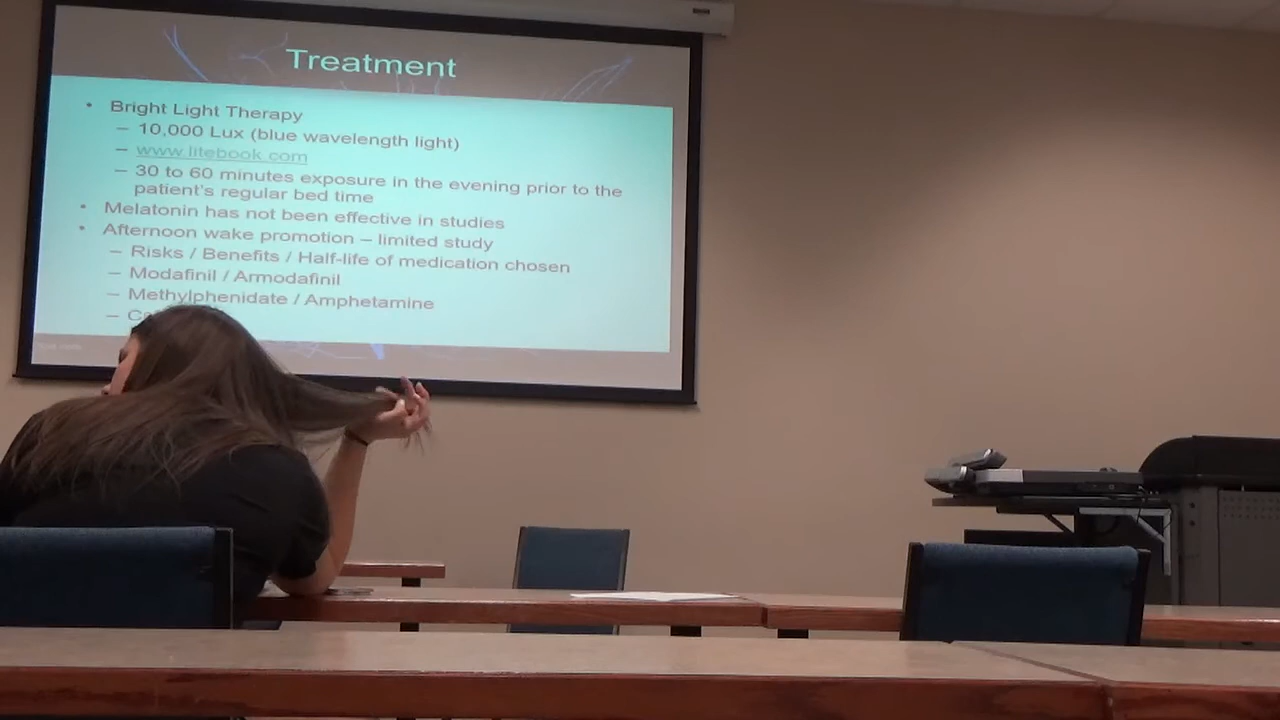 Treatment
• Bright Light Therapy
– 10,000 Lux (blue wavelength light)
– www.litebook.com
– 30 to 60 minutes exposure in the evening prior to the
patient's regular bed time
• Melatonin has not been effective in studies
• Afternoon wake promotion – limited study
– Risks / Benefits / Half-life of medication chosen
– Modafinil / Armodafinil
– Methylphenidate / Amphetamine